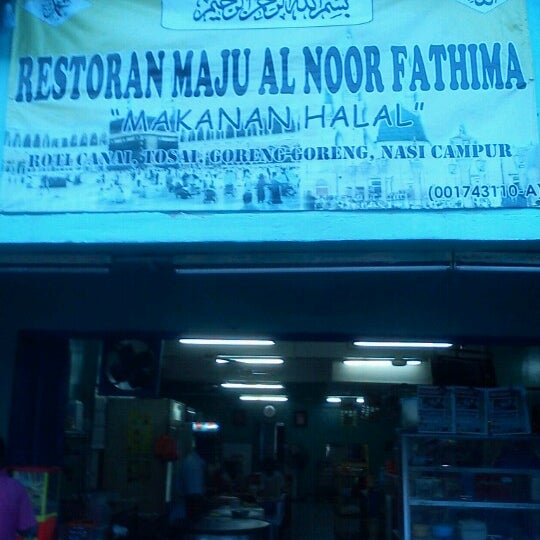 بسم الله الرحمن الرحيم
RESTORAN MAJU AL NOOR FATHIMA
"MAKANAN HALAL"
ROTI CANAI, TOSAI, GORENG-GORENG, NASI CAMPUR
(001743110-A)